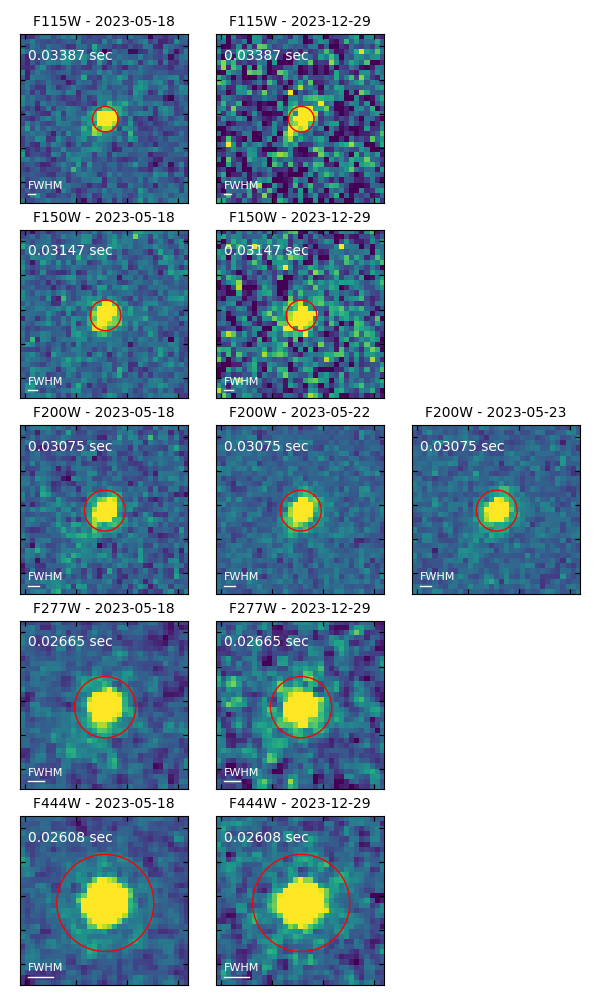 F115W - 2023-05-18
F115W - 2023-12-29
0.03387 sec
0.03387 sec
FWHM
FWHM
F150W - 2023-05-18
F150W - 2023-12-29
0.03147 sec
0.03147 sec
FWHM
FWHM
F200W - 2023-05-18
F200W - 2023-05-22
F200W - 2023-05-23
0.03075 sec
0.03075 sec
0.03075 sec
FWHM
FWHM
FWHM
F277W - 2023-05-18
F277W - 2023-12-29
0.02665 sec
0.02665 sec
FWHM
FWHM
F444W - 2023-05-18
F444W - 2023-12-29
0.02608 sec
0.02608 sec
FWHM
FWHM